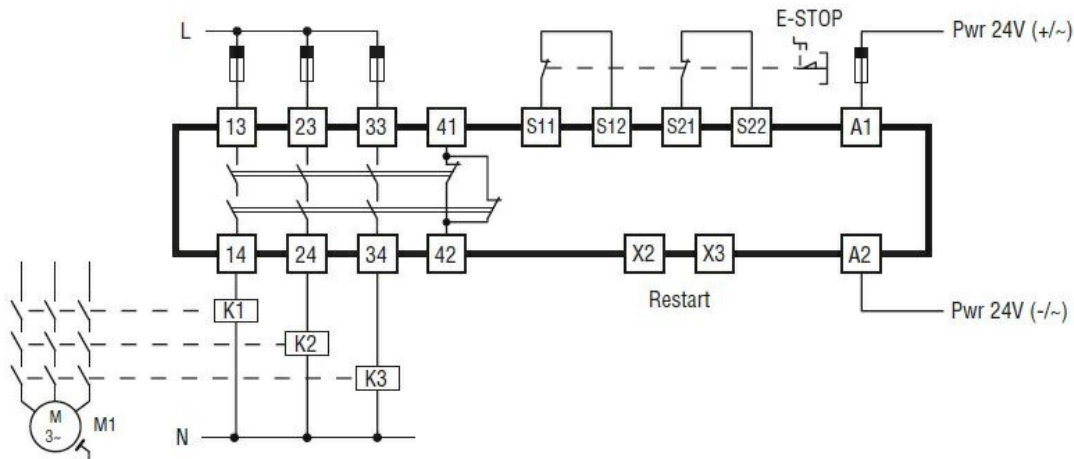 E-STOP
L
Pwr 24V (+/~)
13 23 33 41 S11 S12 S21 S22 A1
14 24 34 42 X2 X3 A2
Restart
K1
Pwr 24V (-/~)
K2
K3
M
3~
M1
N